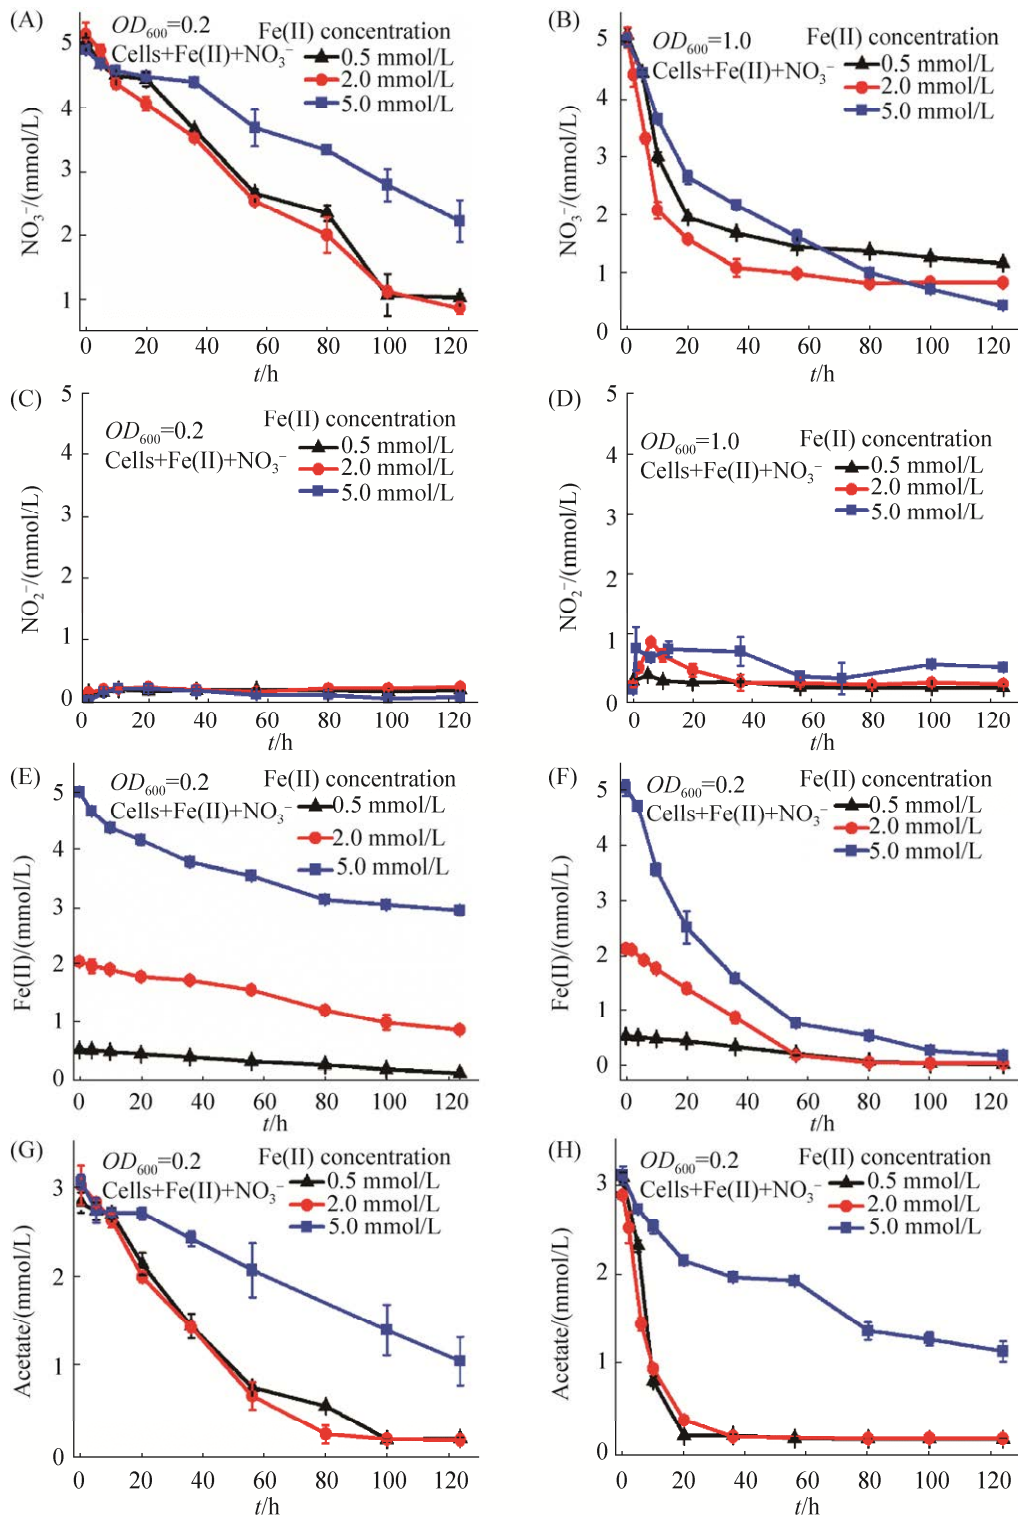 (A)
OD600=0.2
Cells+Fe(II)+NO3−
Fe(II) concentration
0.5 mmol/L
2.0 mmol/L
5.0 mmol/L
NO3−/(mmol/L)
5
4
3
2
1
0 20 40 60 80 100 120
t/h
(B)
OD600=1.0
Cells+Fe(II)+NO3−
Fe(II) concentration
0.5 mmol/L
2.0 mmol/L
5.0 mmol/L
NO3−/(mmol/L)
5
4
3
2
1
0
0 20 40 60 80 100 120
t/h
(C)
OD600=0.2
Cells+Fe(II)+NO3−
Fe(II) concentration
0.5 mmol/L
2.0 mmol/L
5.0 mmol/L
NO2−/(mmol/L)
5
4
3
2
1
0
0 20 40 60 80 100 120
t/h
(D)
OD600=1.0
Cells+Fe(II)+NO3−
Fe(II) concentration
0.5 mmol/L
2.0 mmol/L
5.0 mmol/L
NO2−/(mmol/L)
5
4
3
2
1
0
0 20 40 60 80 100 120
t/h
(E)
OD600=0.2
Cells+Fe(II)+NO3−
Fe(II) concentration
0.5 mmol/L
2.0 mmol/L
5.0 mmol/L
Fe(II)/(mmol/L)
5
4
3
2
1
0
0 20 40 60 80 100 120
t/h
(F)
OD600=0.2
Cells+Fe(II)+NO3−
Fe(II) concentration
0.5 mmol/L
2.0 mmol/L
5.0 mmol/L
Fe(II)/(mmol/L)
5
4
3
2
1
0
0 20 40 60 80 100 120
t/h
(G)
OD600=0.2
Cells+Fe(II)+NO3−
Fe(II) concentration
0.5 mmol/L
2.0 mmol/L
5.0 mmol/L
Acetate/(mmol/L)
3
2
1
0
0 20 40 60 80 100 120
t/h
(H)
OD600=0.2
Cells+Fe(II)+NO3−
Fe(II) concentration
0.5 mmol/L
2.0 mmol/L
5.0 mmol/L
Acetate/(mmol/L)
3
2
1
0
0 20 40 60 80 100 120
t/h